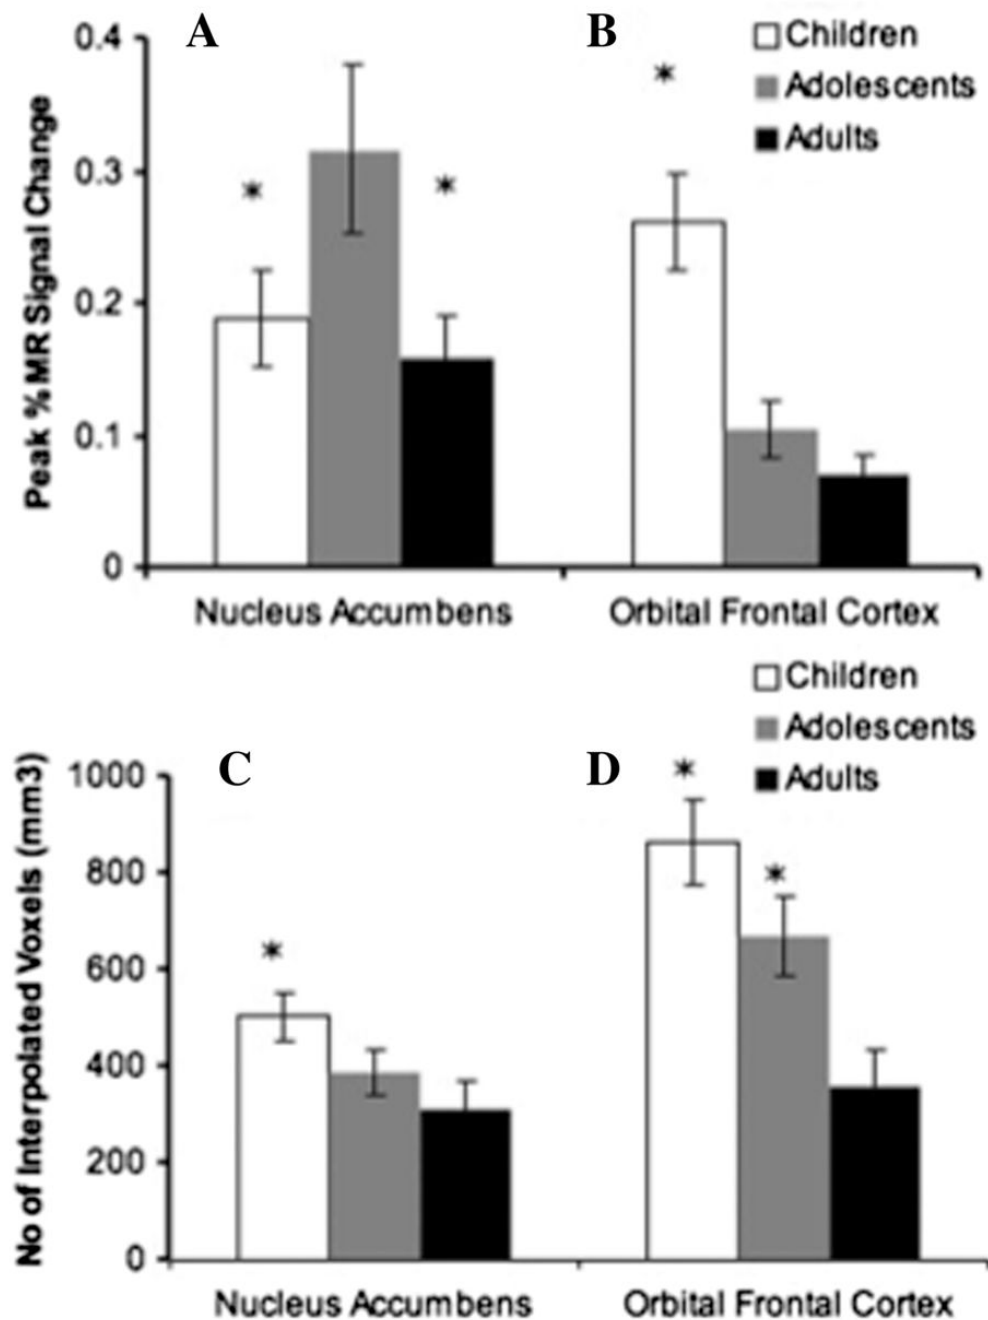 A
B
Children
Adolescents
Adults
Peak % MR Signal Change
0.4
0.3
0.2
0.1
0
*
*
*
Nucleus Accumbens
Orbital Frontal Cortex
C
D
Children
Adolescents
Adults
No of Interpolated Voxels (mm3)
1000
800
600
400
200
0
*
*
*
Nucleus Accumbens
Orbital Frontal Cortex